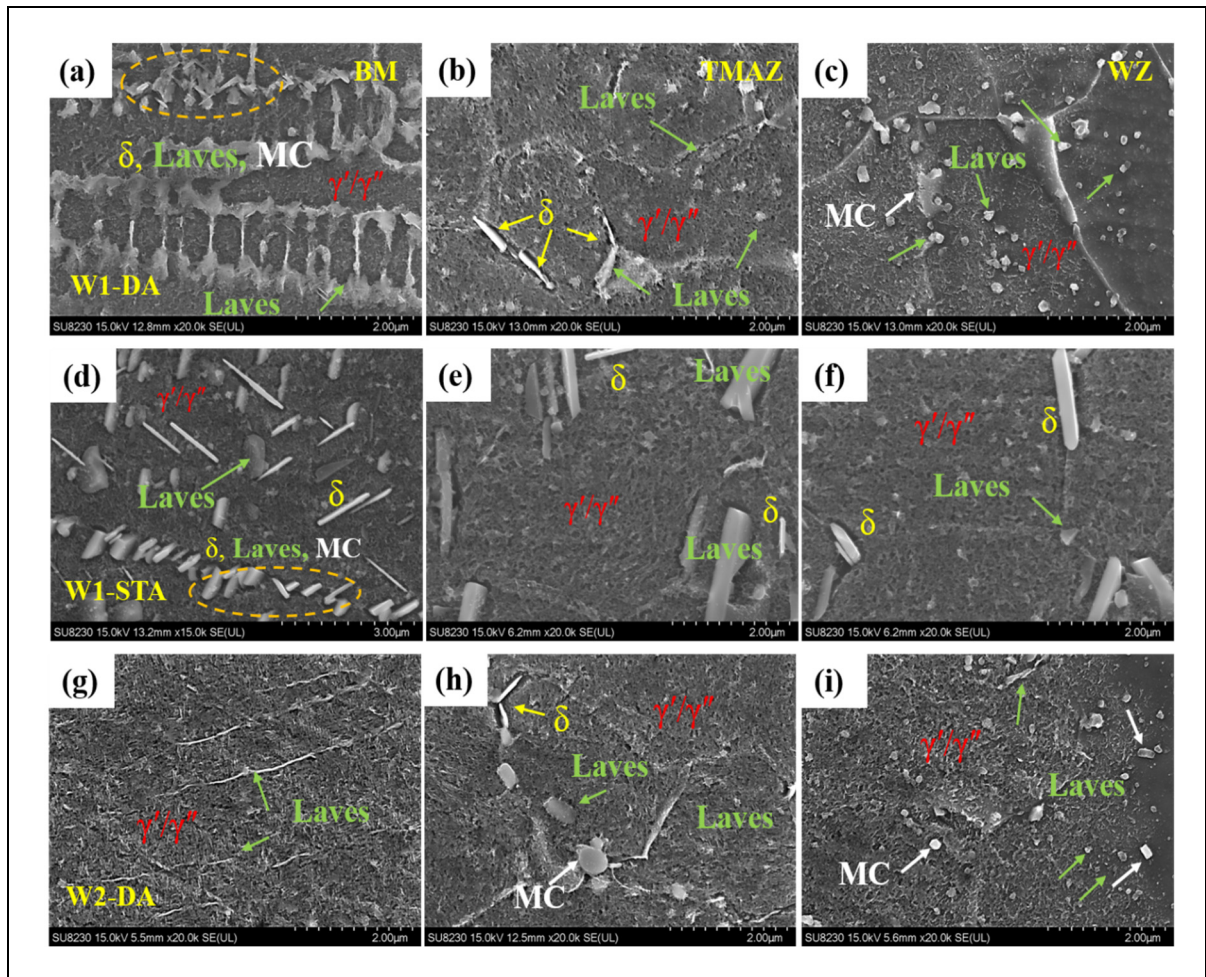 (a)
BM
δ, Laves, MC
γ'/γ"
W1-DA
Laves
SU8230 15.0kV 12.8mm x20.0k SE(UL)
2.00µm
(b)
TMAZ
Laves
δ
γ'/γ"
Laves
SU8230 15.0kV 13.0mm x20.0k SE(UL)
2.00µm
(c)
WZ
Laves
MC
γ'/γ"
SU8230 15.0kV 13.0mm x20.0k SE(UL)
2.00µm
(d)
γ'/γ"
Laves
δ
δ, Laves, MC
W1-STA
SU8230 15.0kV 13.2mm x15.0k SE(UL)
3.00µm
(e)
δ
Laves
γ'/γ"
δ
Laves
SU8230 15.0kV 6.2mm x20.0k SE(UL)
2.00µm
(f)
γ'/γ"
δ
Laves
δ
SU8230 15.0kV 6.2mm x20.0k SE(UL)
2.00µm
(g)
Laves
γ'/γ"
W2-DA
SU8230 15.0kV 5.5mm x20.0k SE(UL)
2.00µm
(h)
δ
γ'/γ"
Laves
Laves
MC
SU8230 15.0kV 12.5mm x20.0k SE(UL)
2.00µm
(i)
γ'/γ"
Laves
MC
SU8230 15.0kV 5.6mm x20.0k SE(UL)
2.00µm